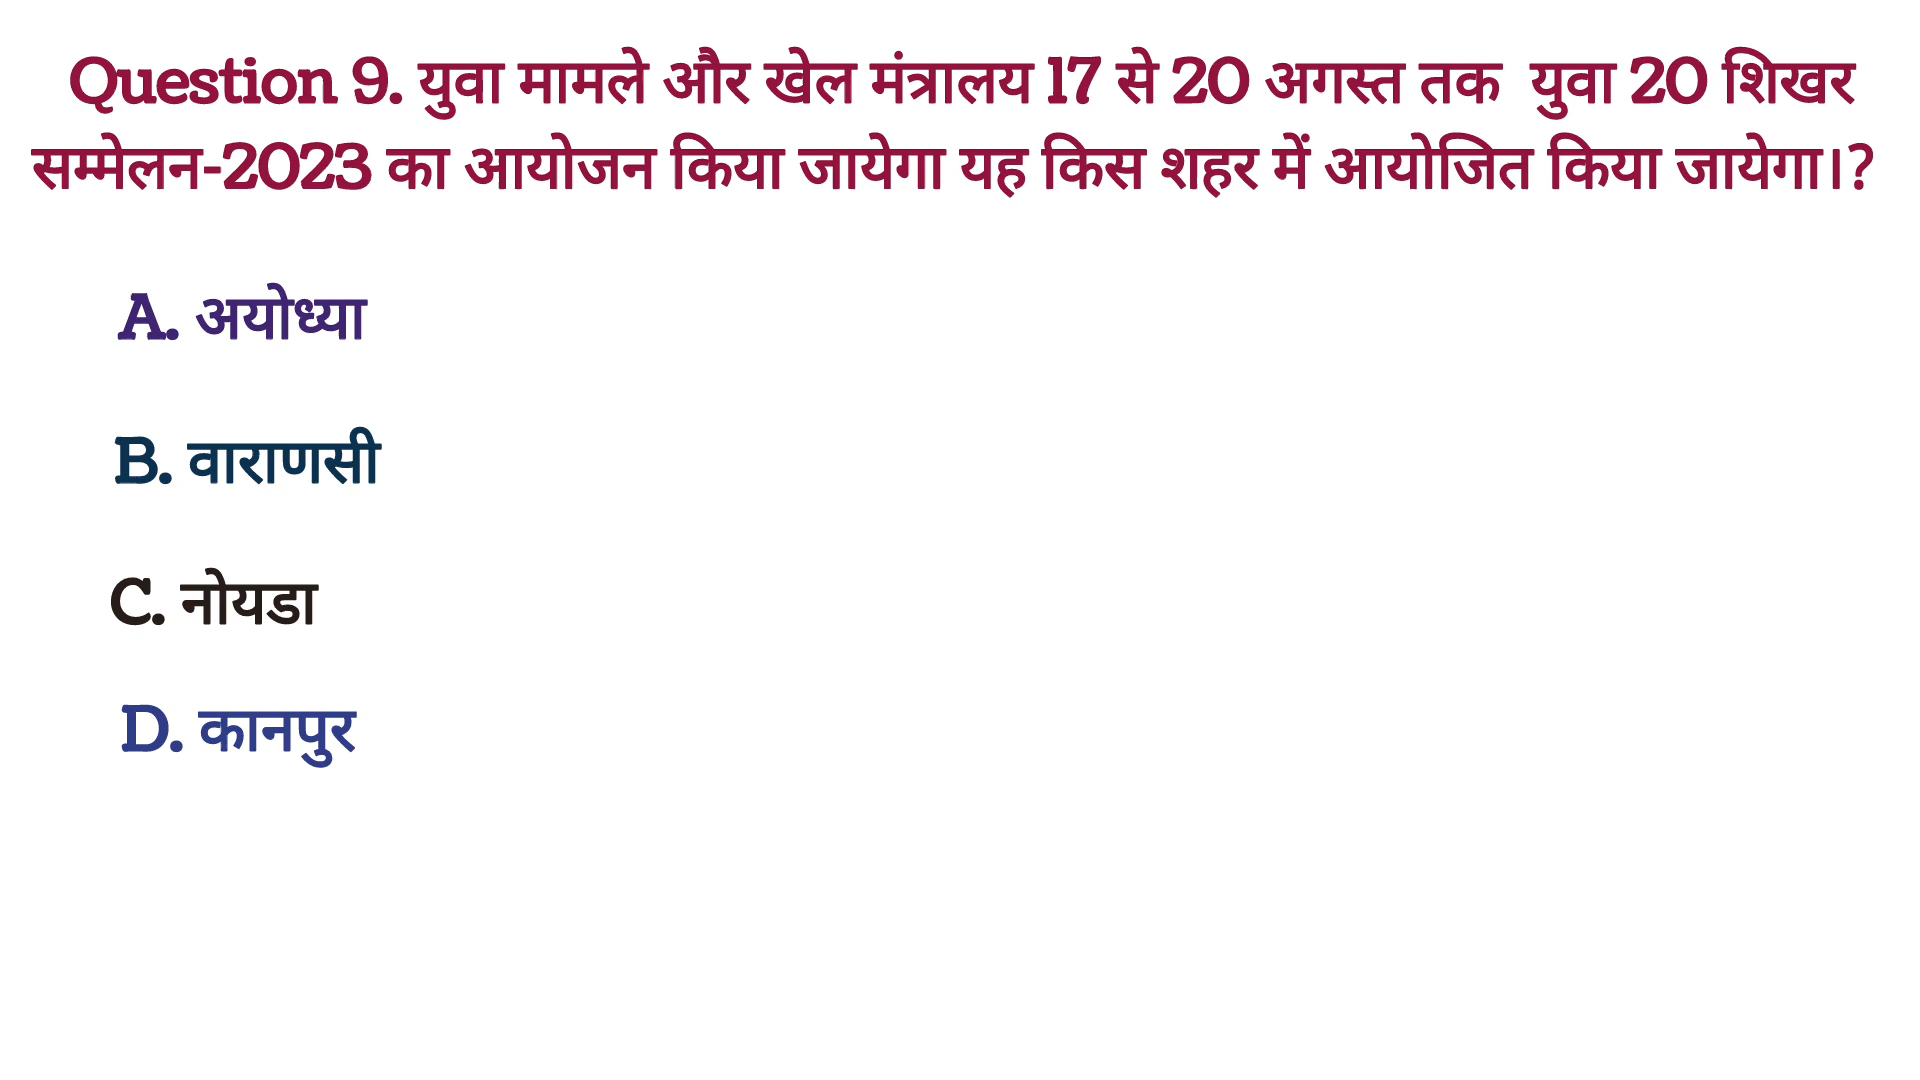 Question 9. युवा मामले और खेल मंत्रालय 17 से 20 अगस्त तक युवा 20 शिखर
सम्मेलन-2023 का आयोजन किया जायेगा यह किस शहर में आयोजित किया जायेगा।?
A. अयोध्या
B. वाराणसी
C. नोयडा
D. कानपुर